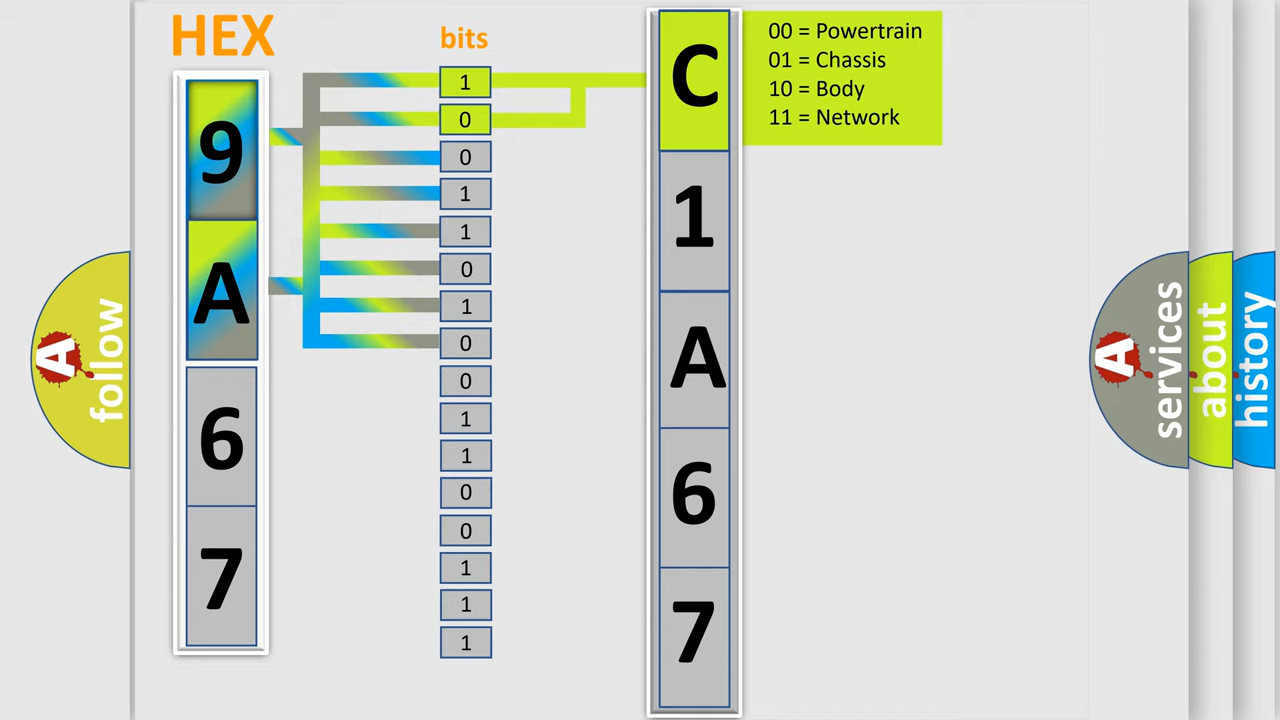 HEX
bits
9
A
6
7
1
0
0
1
1
0
1
0
0
1
1
0
0
1
1
1
C
1
A
6
7
00 = Powertrain
01 = Chassis
10 = Body
11 = Network
A
follow
A
services
about
history